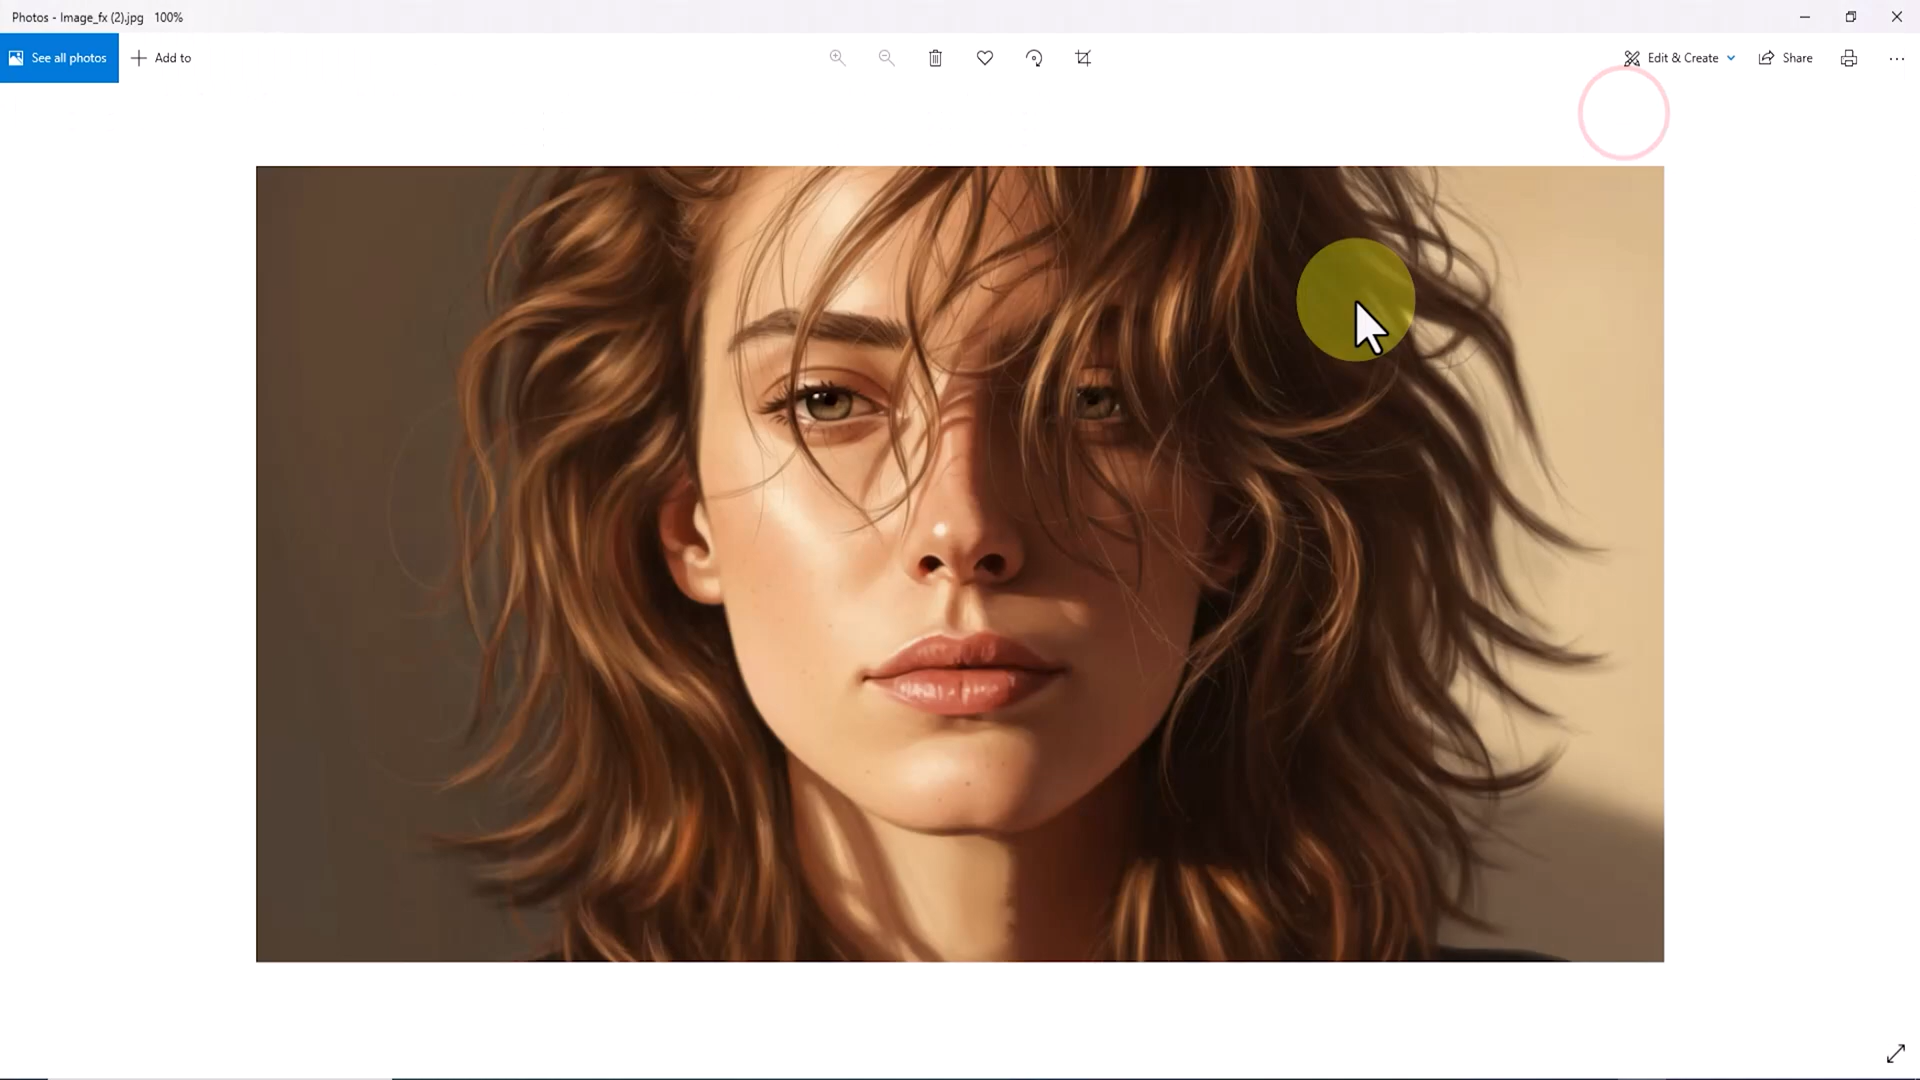 Photos - Image_fx (2).jpg 100%
See all photos
Add to
Edit & Create
Share